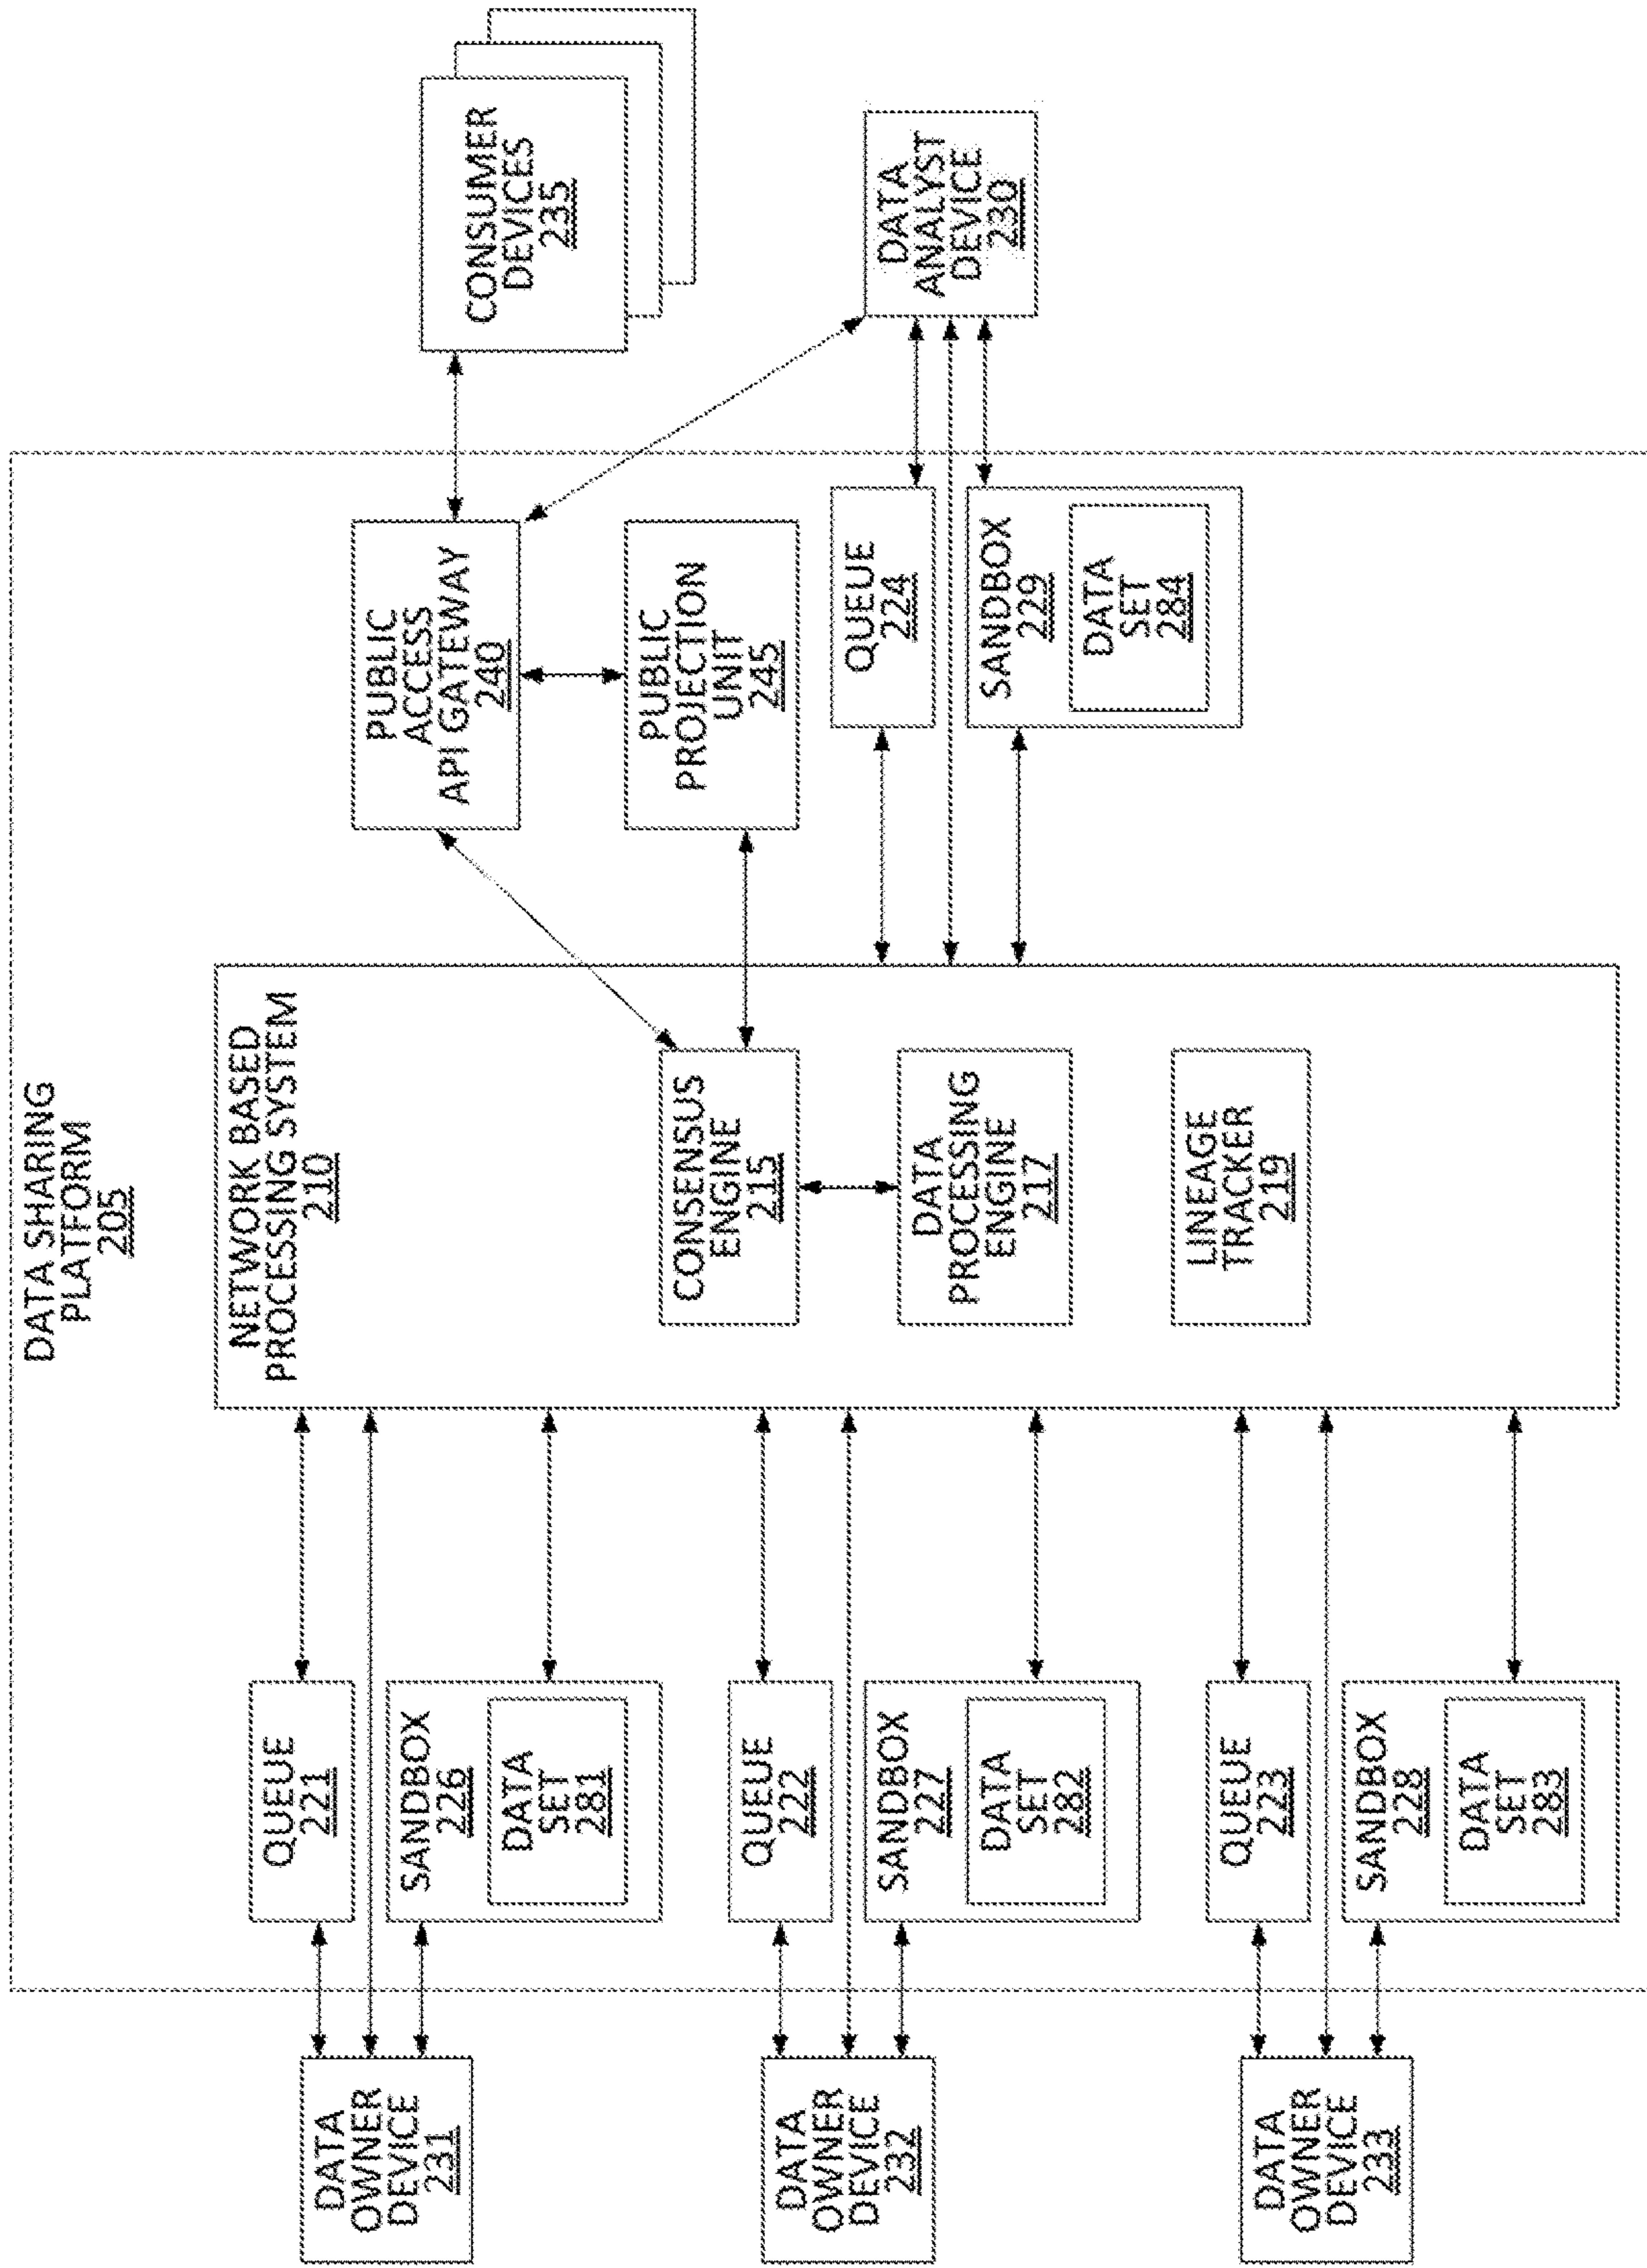 DATA SHARING
PLATFORM
205
DATA
OWNER
DEVICE
231
QUEUE
221
SANDBOX
226
DATA
SET
281
DATA
OWNER
DEVICE
232
QUEUE
222
SANDBOX
227
DATA
SET
282
DATA
OWNER
DEVICE
233
QUEUE
223
SANDBOX
228
DATA
SET
283
NETWORK BASED
PROCESSING SYSTEM
210
CONSENSUS
ENGINE
215
DATA
PROCESSING
ENGINE
217
LINEAGE
TRACKER
219
PUBLIC
ACCESS
API GATEWAY
240
PUBLIC
PROJECTION
UNIT
245
QUEUE
224
SANDBOX
229
DATA
SET
284
CONSUMER
DEVICES
235
DATA
ANALYST
DEVICE
230